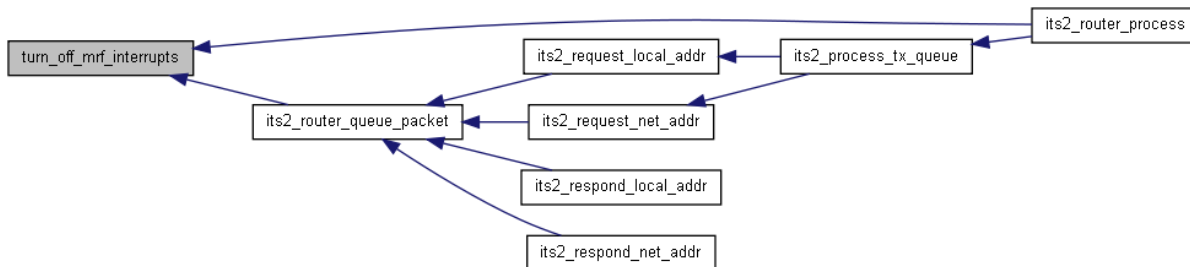 its2_router_process
turn_off_mrf_interrupts
its2_request_local_addr
its2_process_tx_queue
its2_router_queue_packet
its2_request_net_addr
its2_respond_local_addr
its2_respond_net_addr